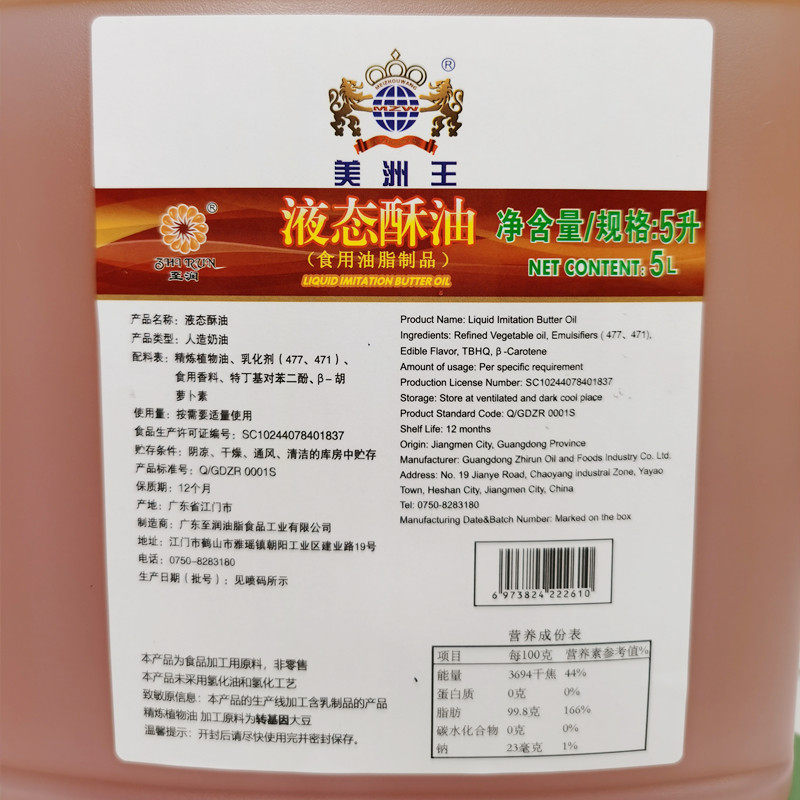 ®
MEIZHOUWANG
MZW
美洲王
®
ZHI RUN
至润
液态酥油
(食用油脂制品)
LIQUID IMITATION BUTTER OIL
净含量/规格:5升
NET CONTENT: 5L
产品名称：液态酥油
产品类型：人造奶油
配料表：精炼植物油、乳化剂（477、471）、
食用香料、特丁基对苯二酚、β-胡
萝卜素
使用量：按需要适量使用
食品生产许可证编号：SC10244078401837
贮存条件：阴凉、干燥、通风、清洁的库房中贮存
产品标准号：Q/GDZR 0001S
保质期：12个月
产地：广东省江门市
制造商：广东至润油脂食品工业有限公司
地址：江门市鹤山市雅瑶镇朝阳工业区建业路19号
电话：0750-8283180
生产日期（批号）：见喷码所示
Product Name: Liquid Imitation Butter Oil
Ingredients: Refined Vegetable oil, Emulsifiers ( 477, 471),
Edible Flavor, TBHQ, β -Carotene
Amount of usage: Per specific requirement
Production License Number: SC10244078401837
Storage: Store at ventilated and dark cool place
Product Standard Code: Q/GDZR 0001S
Shelf Life: 12 months
Origin: Jiangmen City, Guangdong Province
Manufacturer: Guangdong Zhirun Oil and Foods Industry Co. Ltd.
Address: No. 19 Jianye Road, Chaoyang industrai Zone, Yayao
Town, Heshan City, Jiangmen City, China
Tel: 0750-8283180
Manufacturing Date&Batch Number: Marked on the box
6 973824 222610
本产品为食品加工用原料，非零售
本产品未采用氯化油和氢化工艺
致敏原信息：本产品的生产线加工含乳制品的产品
精炼植物油 加工原料为转基因大豆
温馨提示：开封后请尽快使用完并密封保存。
营养成份表
项目 每100克 营养素参考值%
能量 3694千焦 44%
蛋白质 0克 0%
脂肪 99.8克 166%
碳水化合物 0克 0%
钠 23毫克 1%